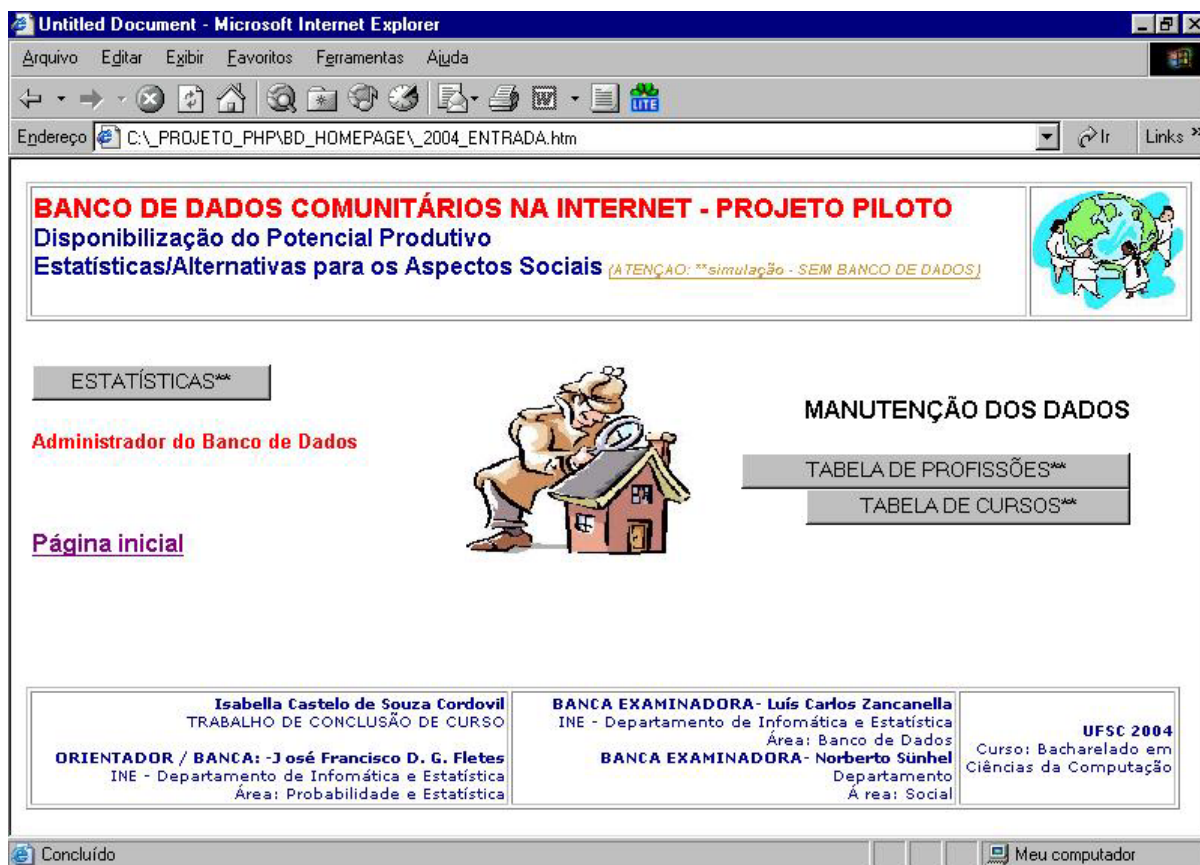 Untitled Document - Microsoft Internet Explorer
Arquivo Editar Exibir Favoritos Ferramentas Ajuda
LITE
Endereço C:\_PROJETO_PHP\BD_HOMEPAGE\_2004_ENTRADA.htm Ir Links »
BANCO DE DADOS COMUNITÁRIOS NA INTERNET - PROJETO PILOTO
Disponibilização do Potencial Produtivo
Estatísticas/Alternativas para os Aspectos Sociais (ATENÇAO: **simulação - SEM BANCO DE DADOS)
ESTATÍSTICAS**
Administrador do Banco de Dados
Página inicial
MANUTENÇÃO DOS DADOS
TABELA DE PROFISSÕES**
TABELA DE CURSOS**
Isabella Castelo de Souza Cordovil
TRABALHO DE CONCLUSÃO DE CURSO
ORIENTADOR / BANCA: -José Francisco D. G. Fletes
INE - Departamento de Infomática e Estatística
Área: Probabilidade e Estatística
BANCA EXAMINADORA- Luís Carlos Zancanella
INE - Departamento de Infomática e Estatística
Área: Banco de Dados
BANCA EXAMINADORA- Norberto Sünhel
Departamento
Á rea: Social
UFSC 2004
Curso: Bacharelado em
Ciências da Computação
Concluído Meu computador